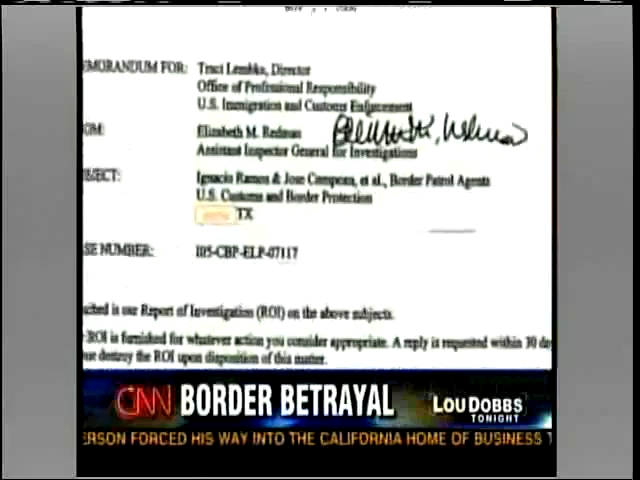 EMORANDUM FOR: Traci Lembke, Director
Office of Professional Responsibility
U.S. Immigration and Customs Enforcement
OM: Elizabeth M. Redman
Assistant Inspector General for Investigations
BJECT: Ignacio Ramos & Jose Compean, et al., Border Patrol Agents
U.S. Customs and Border Protection
TX
SE NUMBER: I05-CBP-ELP-07117
ached is our Report of Investigation (ROI) on the above subjects.
ROI is furnished for whatever action you consider appropriate. A reply is requested within 30 da
destroy the ROI upon disposition of this matter.
CNN BORDER BETRAYAL
LOU DOBBS
TONIGHT
ERSON FORCED HIS WAY INTO THE CALIFORNIA HOME OF BUSINESS